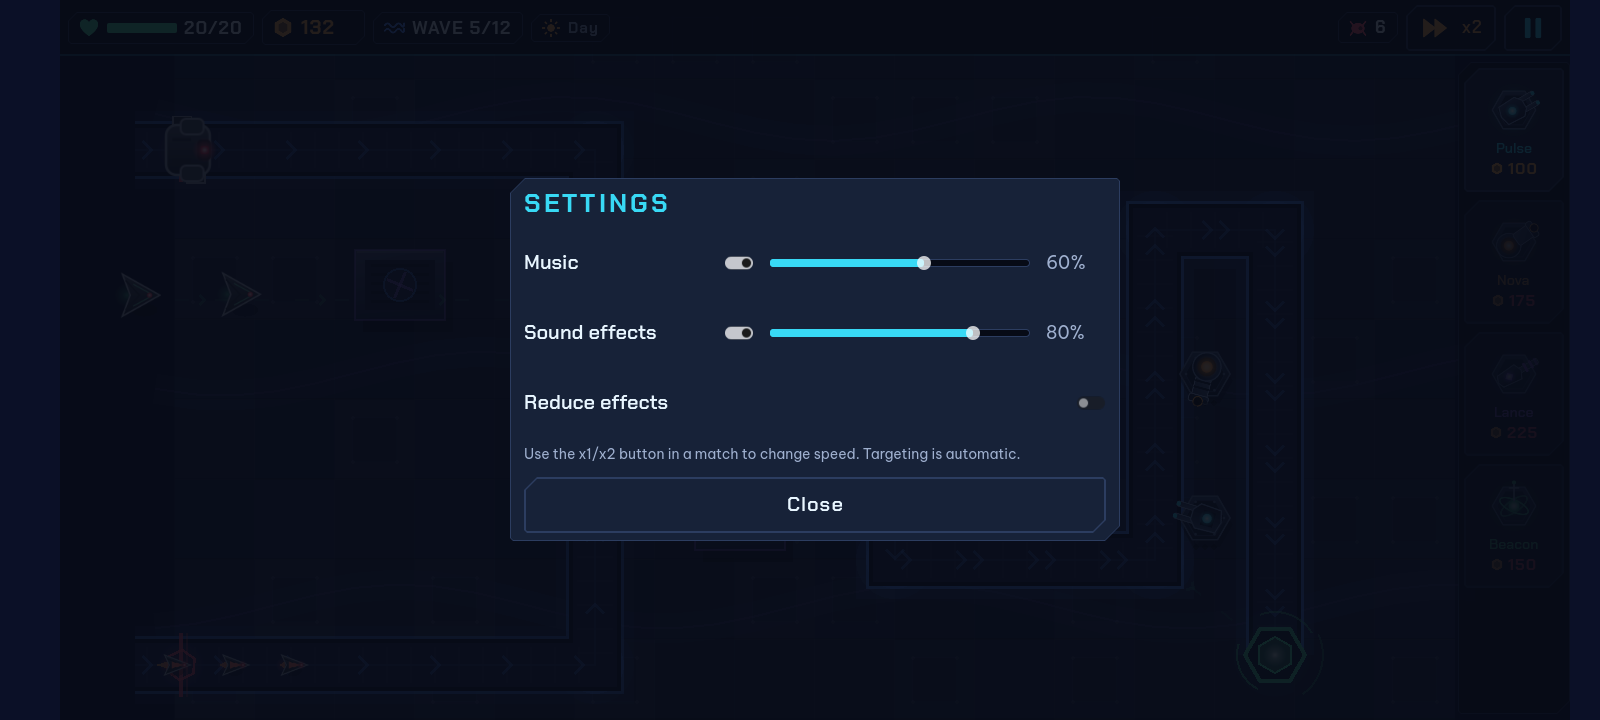 20/20
132
WAVE 5/12
Day
6
x2
Pulse
100
Nova
175
Lance
225
Beacon
150
SETTINGS
Music
60%
Sound effects
80%
Reduce effects
Use the x1/x2 button in a match to change speed. Targeting is automatic.
Close